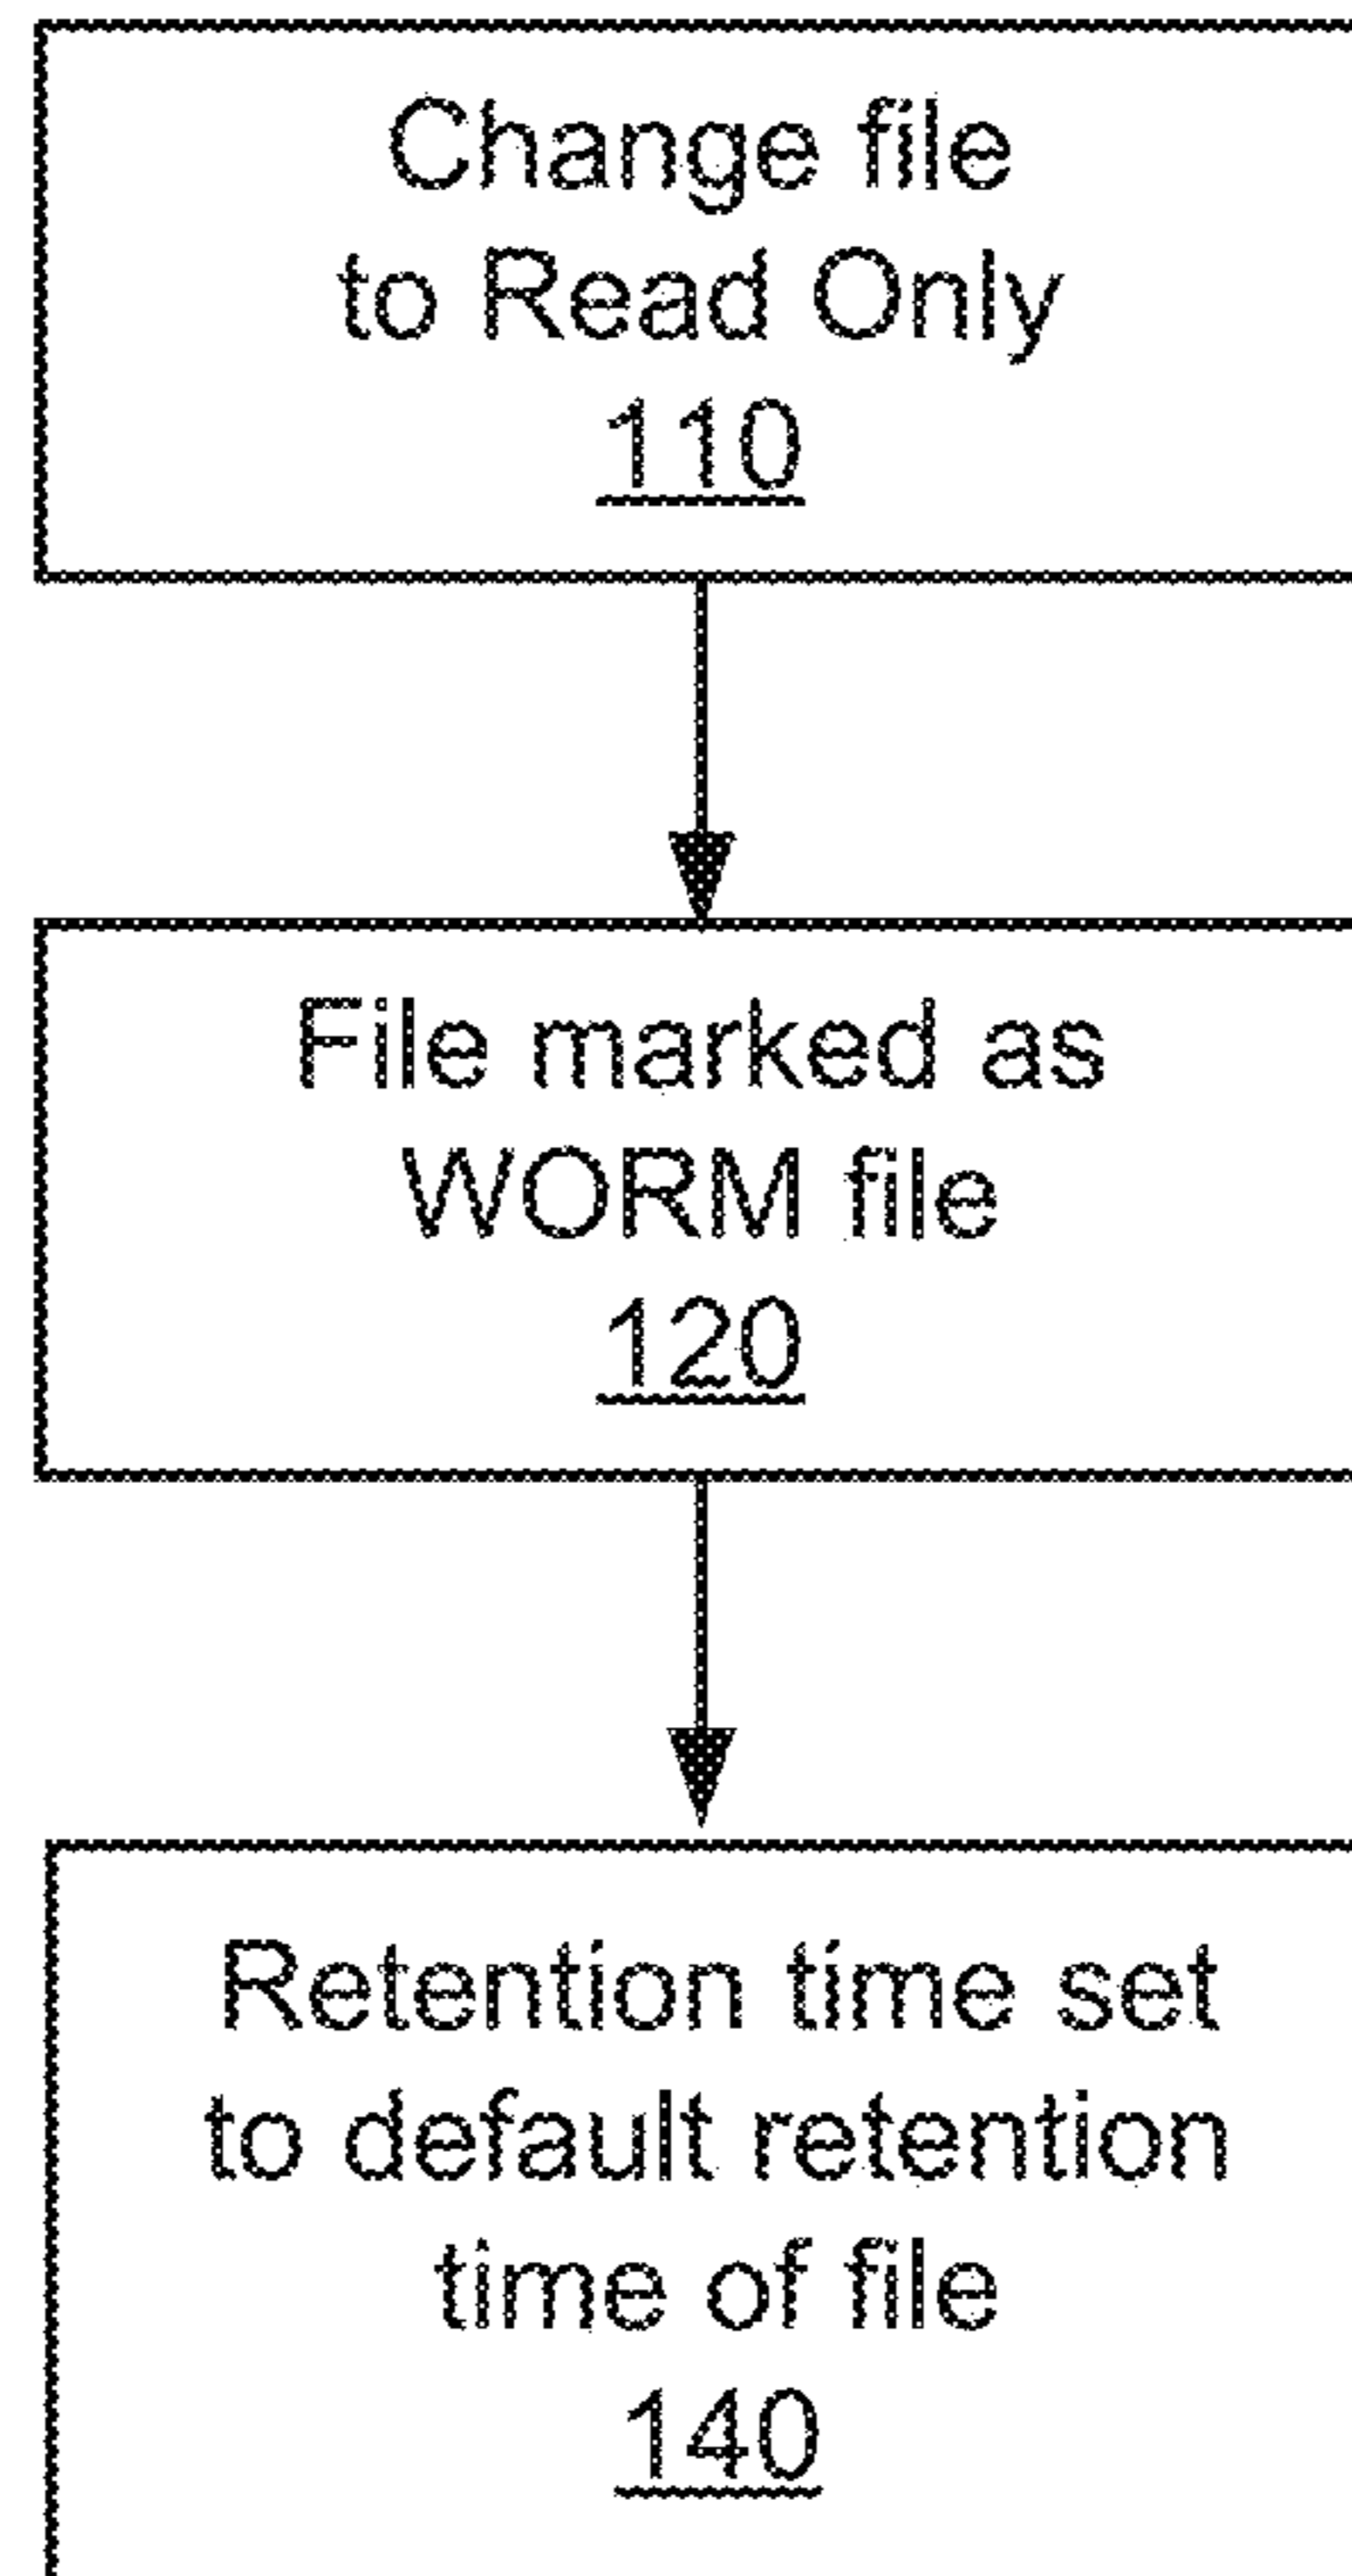 Change file
to Read Only
110
File marked as
WORM file
120
Retention time set
to default retention
time of file
140